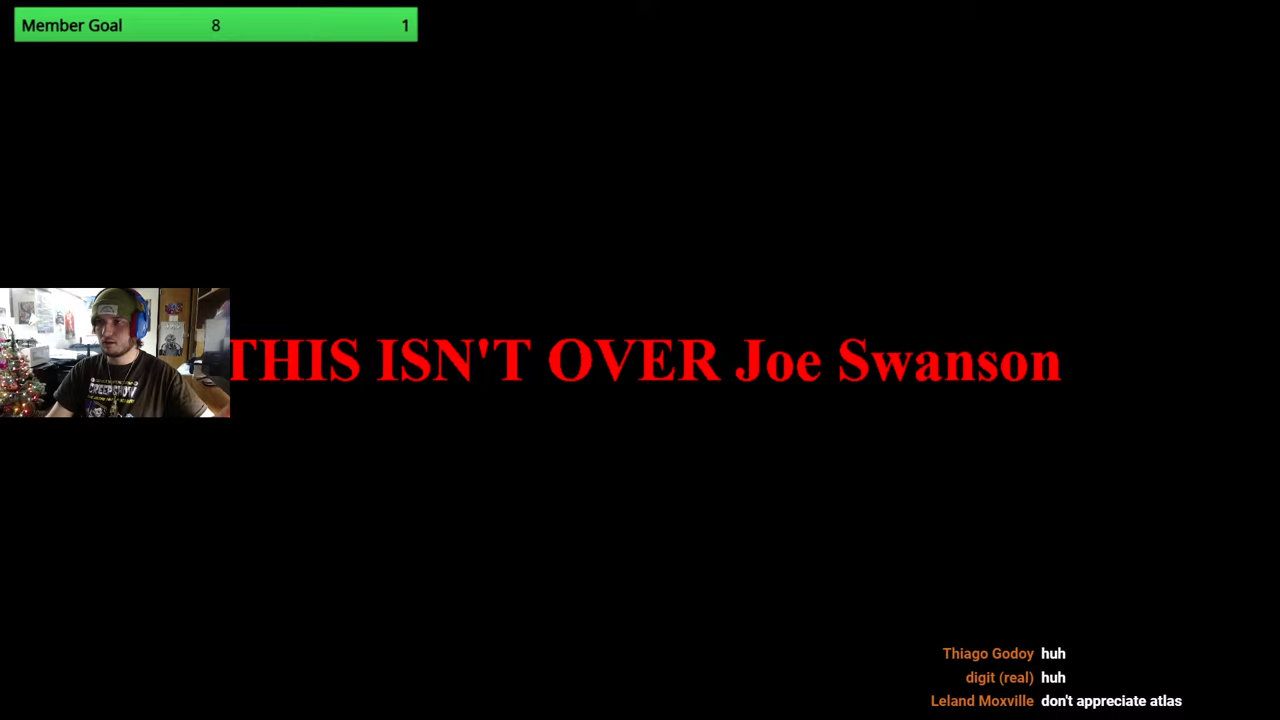 Member Goal 8 1
THIS ISN'T OVER Joe Swanson
CREEPSHOW
Thiago Godoy huh
digit (real) huh
Leland Moxville don't appreciate atlas